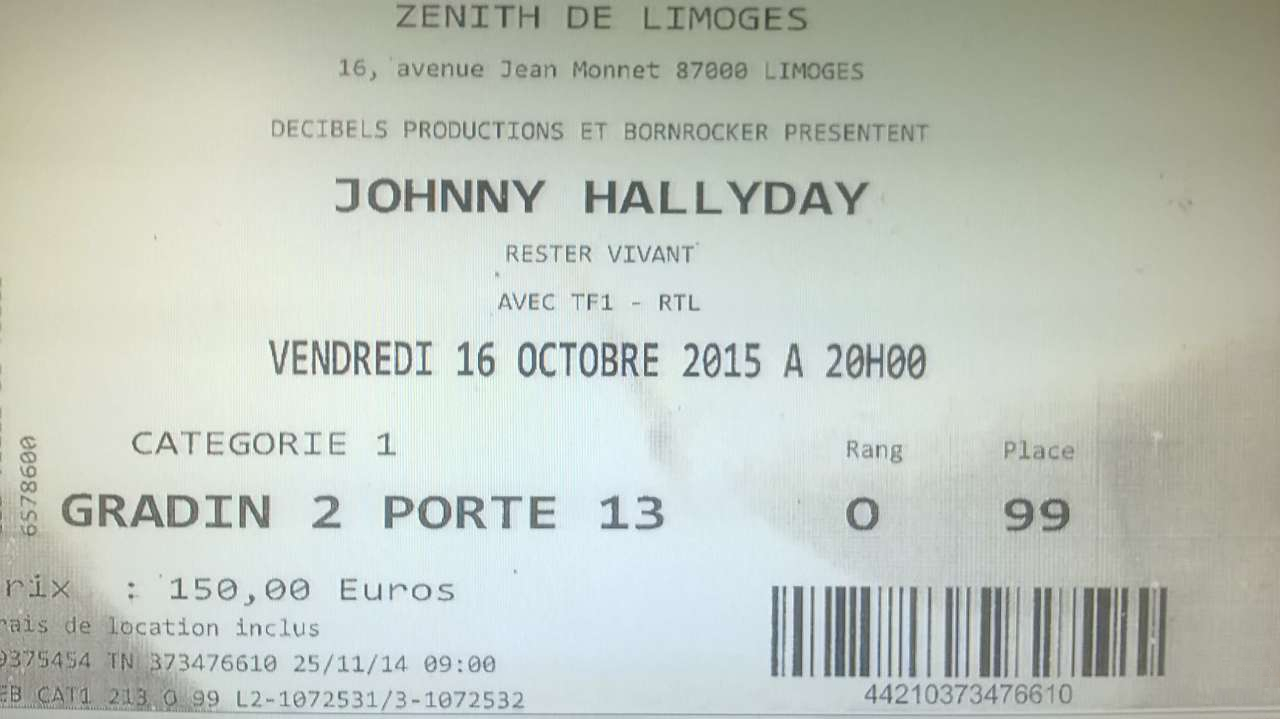 ZENITH DE LIMOGES
16, avenue Jean Monnet 87000 LIMOGES
DECIBELS PRODUCTIONS ET BORNROCKER PRESENTENT
JOHNNY HALLYDAY
RESTER VIVANT
AVEC TF1 - RTL
VENDREDI 16 OCTOBRE 2015 A 20H00
CATEGORIE 1
Rang Place
GRADIN 2 PORTE 13 O 99
rix : 150,00 Euros
rais de location inclus
9375454 TN 373476610 25/11/14 09:00
EB CAT1 213 O 99 L2-1072531/3-1072532
44210373476610
6578600